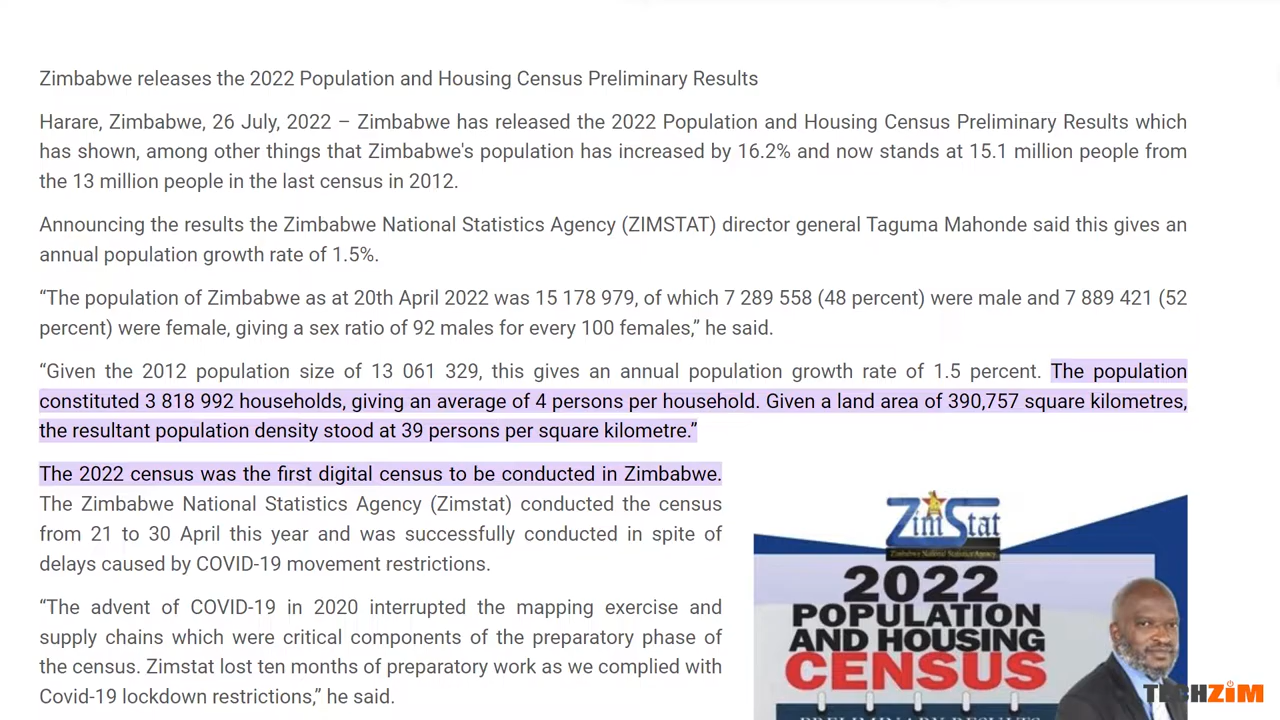 Zimbabwe releases the 2022 Population and Housing Census Preliminary Results
Harare, Zimbabwe, 26 July, 2022 – Zimbabwe has released the 2022 Population and Housing Census Preliminary Results which
has shown, among other things that Zimbabwe's population has increased by 16.2% and now stands at 15.1 million people from
the 13 million people in the last census in 2012.
Announcing the results the Zimbabwe National Statistics Agency (ZIMSTAT) director general Taguma Mahonde said this gives an
annual population growth rate of 1.5%.
“The population of Zimbabwe as at 20th April 2022 was 15 178 979, of which 7 289 558 (48 percent) were male and 7 889 421 (52
percent) were female, giving a sex ratio of 92 males for every 100 females,” he said.
“Given the 2012 population size of 13 061 329, this gives an annual population growth rate of 1.5 percent. The population
constituted 3 818 992 households, giving an average of 4 persons per household. Given a land area of 390,757 square kilometres,
the resultant population density stood at 39 persons per square kilometre.”
The 2022 census was the first digital census to be conducted in Zimbabwe.
The Zimbabwe National Statistics Agency (Zimstat) conducted the census
from 21 to 30 April this year and was successfully conducted in spite of
delays caused by COVID-19 movement restrictions.
“The advent of COVID-19 in 2020 interrupted the mapping exercise and
supply chains which were critical components of the preparatory phase of
the census. Zimstat lost ten months of preparatory work as we complied with
Covid-19 lockdown restrictions,” he said.
ZimStat
Zimbabwe National Statistics Agency
2022
POPULATION
AND HOUSING
CENSUS
PRELIMINARY RESULTS
TECHZIM